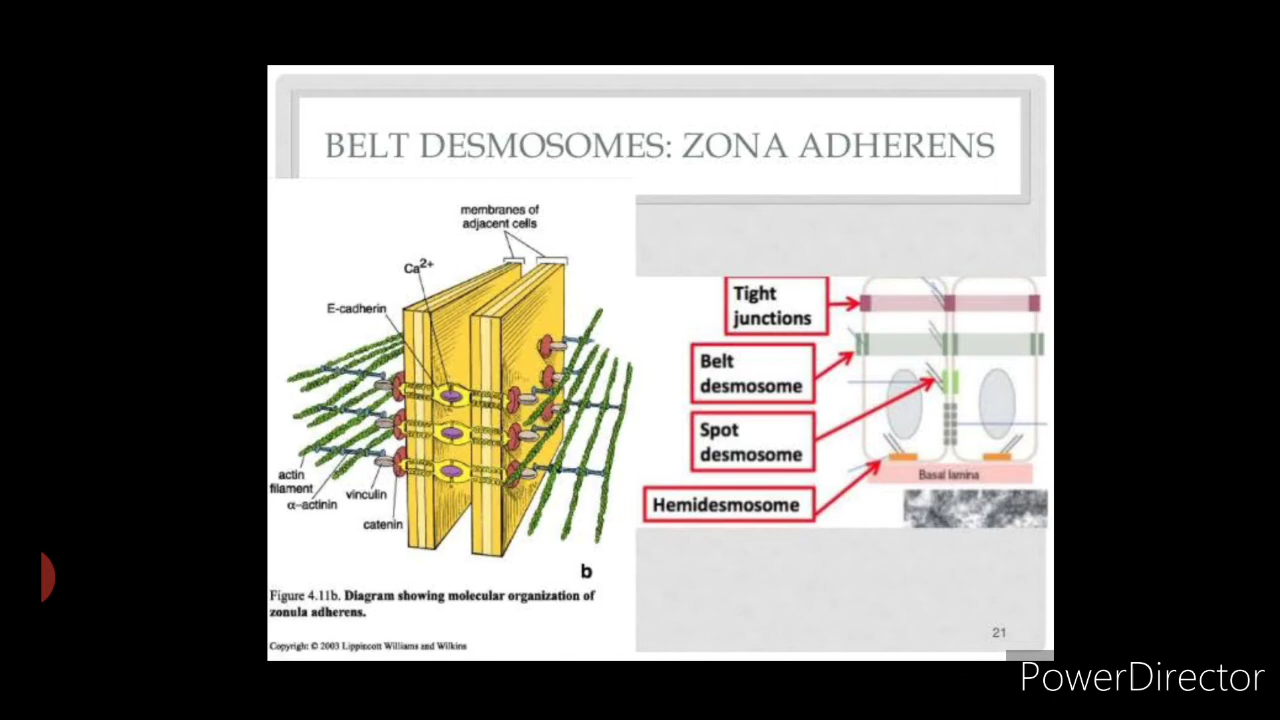 BELT DESMOSOMES: ZONA ADHERENS
membranes of
adjacent cells
Ca2+
E-cadherin
actin
filament
α-actinin
vinculin
catenin
b
Figure 4.11b. Diagram showing molecular organization of
zonula adherens.
Copyright © 2003 Lippincott Williams and Wilkins
Tight
junctions
Belt
desmosome
Spot
desmosome
Hemidesmosome
Basal lamina
21
PowerDirector